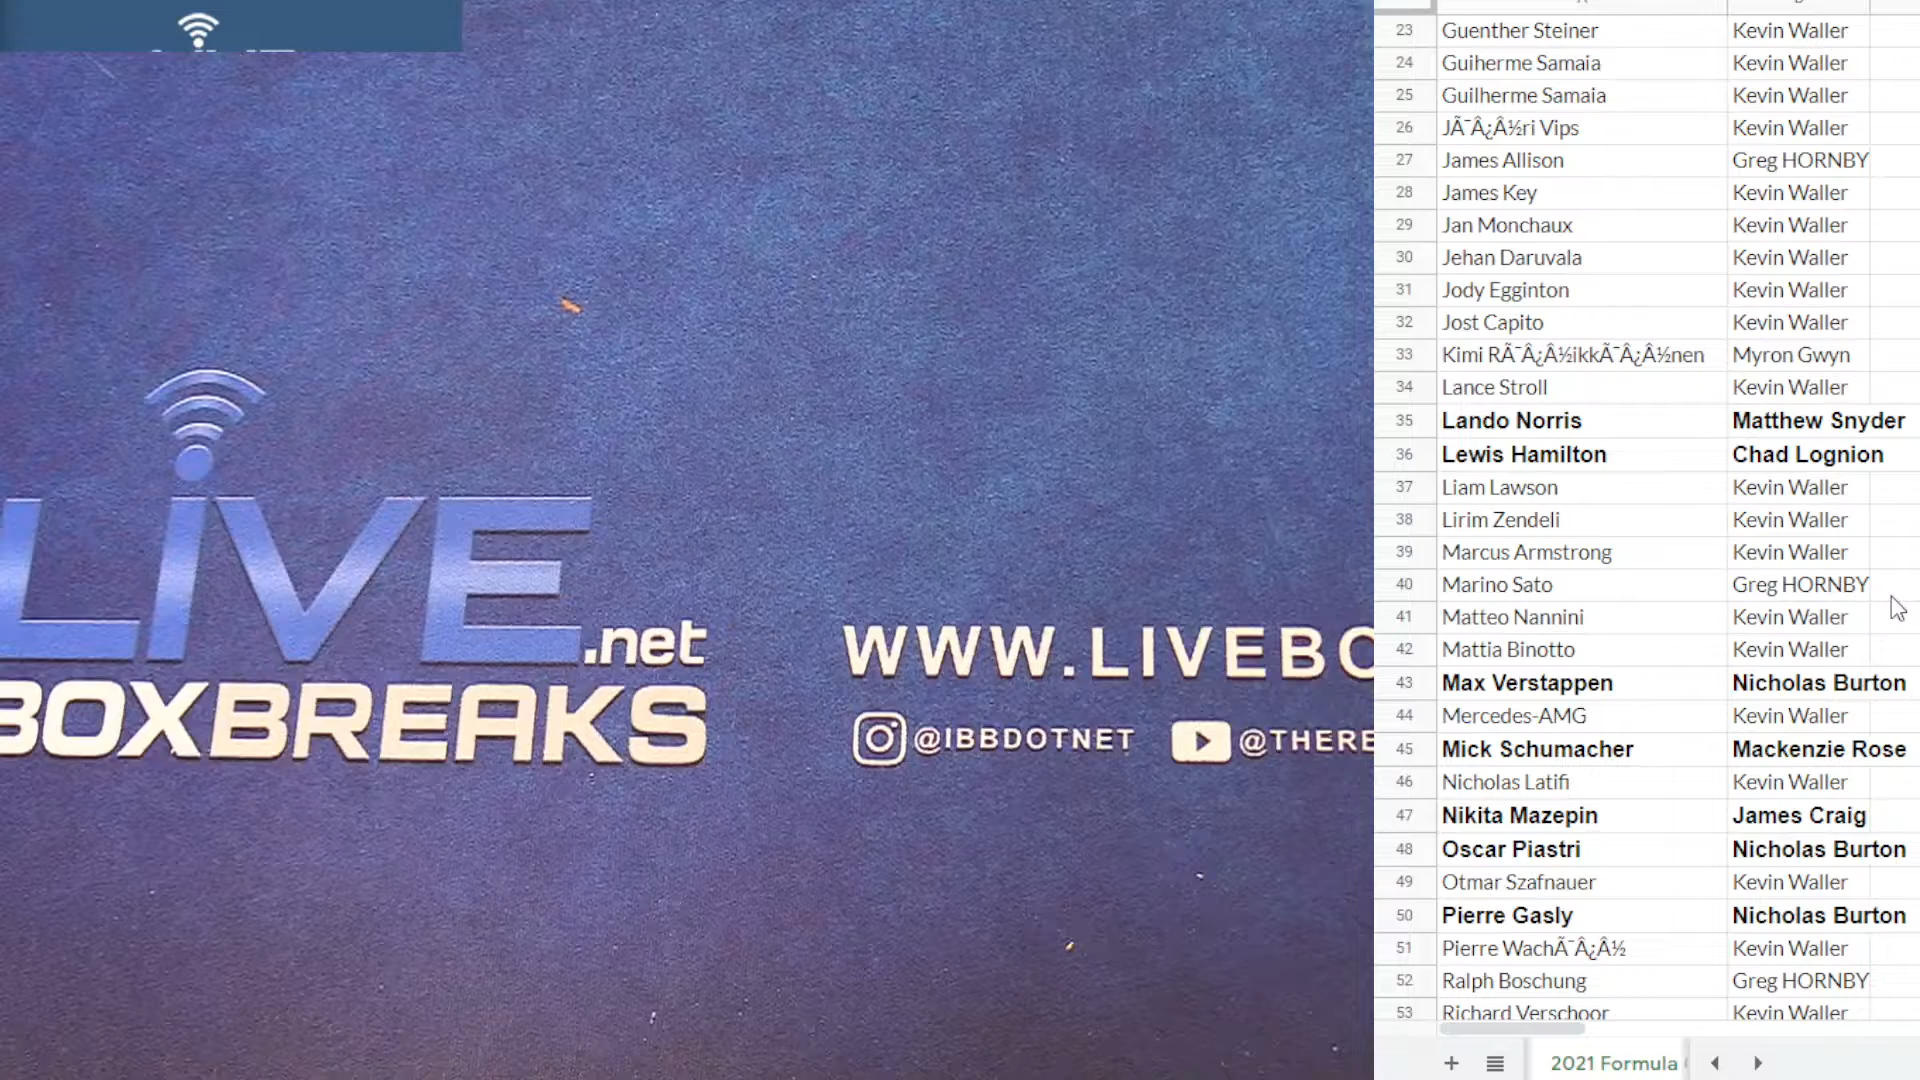 LIVE
.net
BOXBREAKS
WWW.LIVEBO
@IBBDOTNET
@THERE
23 Guenther Steiner Kevin Waller
24 Guiherme Samaia Kevin Waller
25 Guilherme Samaia Kevin Waller
26 JÃ¯Â¿Â½ri Vips Kevin Waller
27 James Allison Greg HORNBY
28 James Key Kevin Waller
29 Jan Monchaux Kevin Waller
30 Jehan Daruvala Kevin Waller
31 Jody Egginton Kevin Waller
32 Jost Capito Kevin Waller
33 Kimi RÃ¯Â¿Â½ikkÃ¯Â¿Â½nen Myron Gwyn
34 Lance Stroll Kevin Waller
35 Lando Norris Matthew Snyder
36 Lewis Hamilton Chad Lognion
37 Liam Lawson Kevin Waller
38 Lirim Zendeli Kevin Waller
39 Marcus Armstrong Kevin Waller
40 Marino Sato Greg HORNBY
41 Matteo Nannini Kevin Waller
42 Mattia Binotto Kevin Waller
43 Max Verstappen Nicholas Burton
44 Mercedes-AMG Kevin Waller
45 Mick Schumacher Mackenzie Rose
46 Nicholas Latifi Kevin Waller
47 Nikita Mazepin James Craig
48 Oscar Piastri Nicholas Burton
49 Otmar Szafnauer Kevin Waller
50 Pierre Gasly Nicholas Burton
51 Pierre WachÃ¯Â¿Â½ Kevin Waller
52 Ralph Boschung Greg HORNBY
53 Richard Verschoor Kevin Waller
2021 Formula